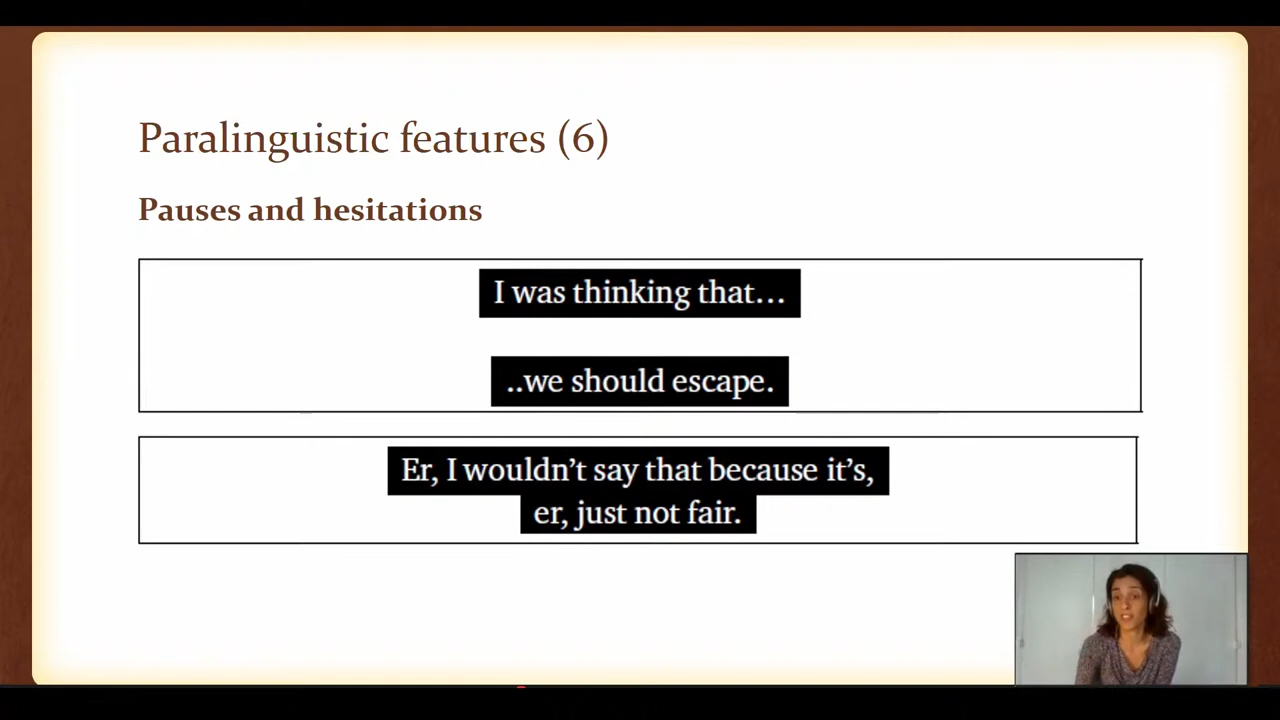 Paralinguistic features (6)
Pauses and hesitations
I was thinking that...
..we should escape.
Er, I wouldn’t say that because it’s,
er, just not fair.